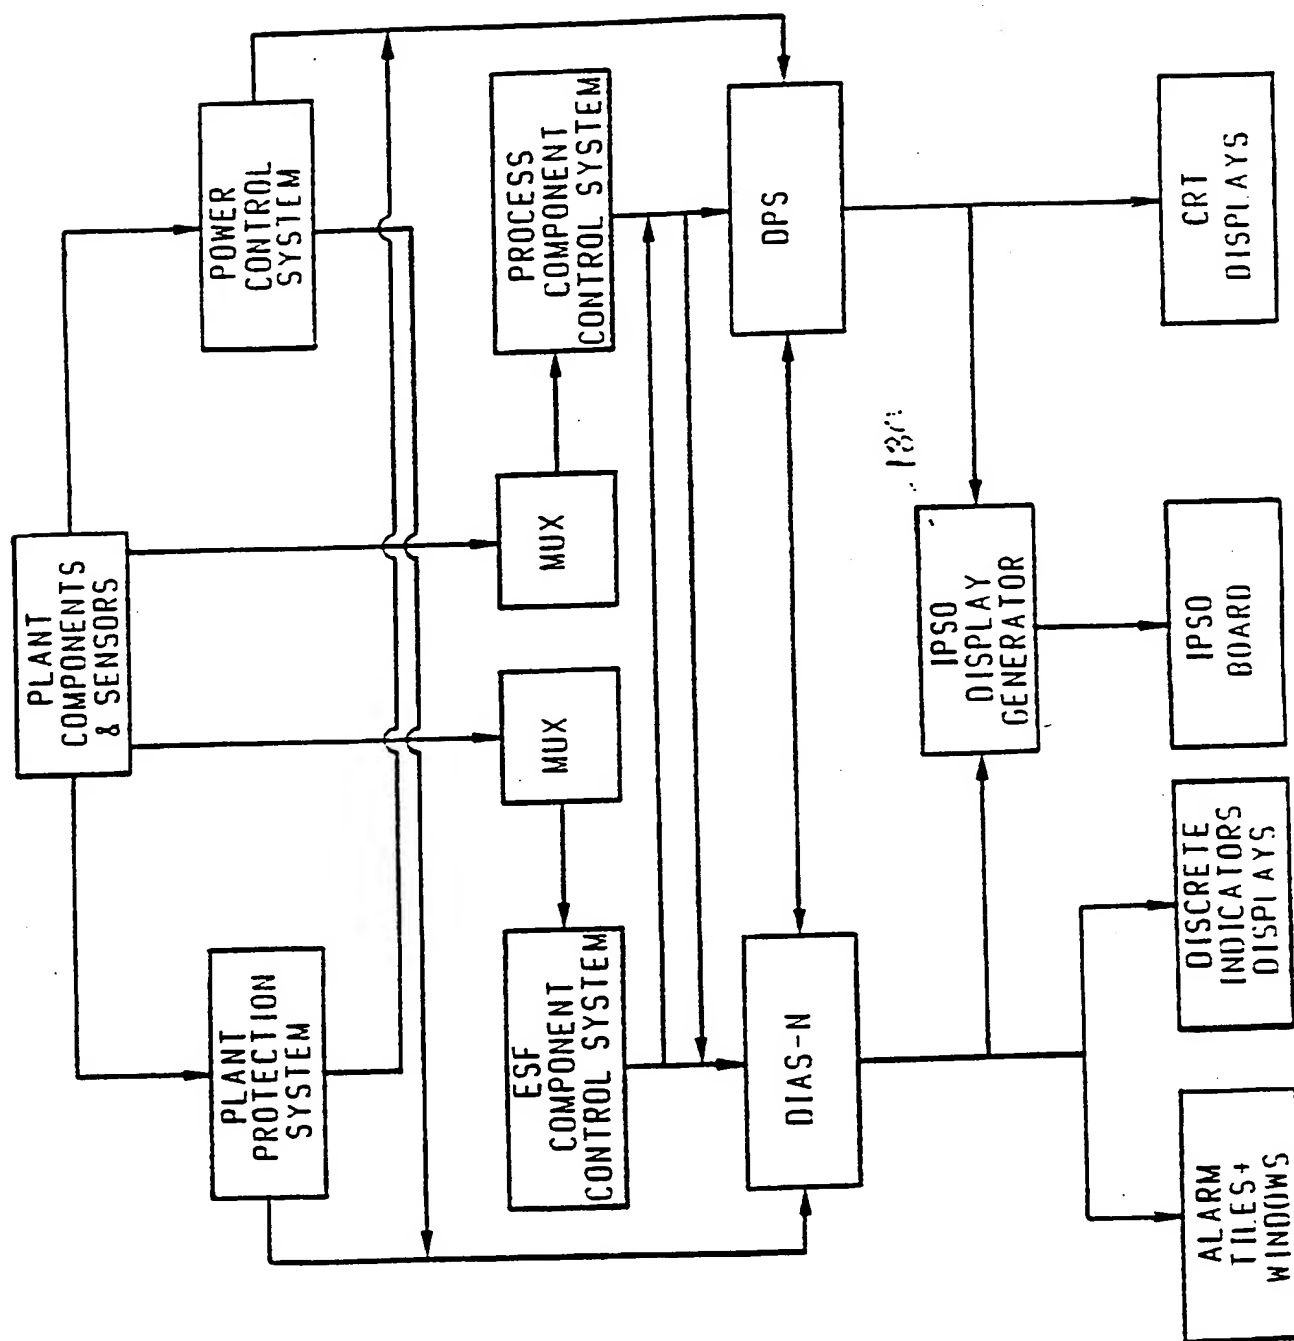 PLANT
COMPONENTS
& SENSORS
PLANT
PROTECTION
SYSTEM
POWER
CONTROL
SYSTEM
ESF
COMPONENT
CONTROL SYSTEM
MUX
MUX
PROCESS
COMPONENT
CONTROL SYSTEM
DIAS-N
DPS
IPSO
DISPLAY
GENERATOR
ALARM
TILES+
WINDOWS
DISCRETE
INDICATORS
DISPLAYS
IPSO
BOARD
CRT
DISPLAYS